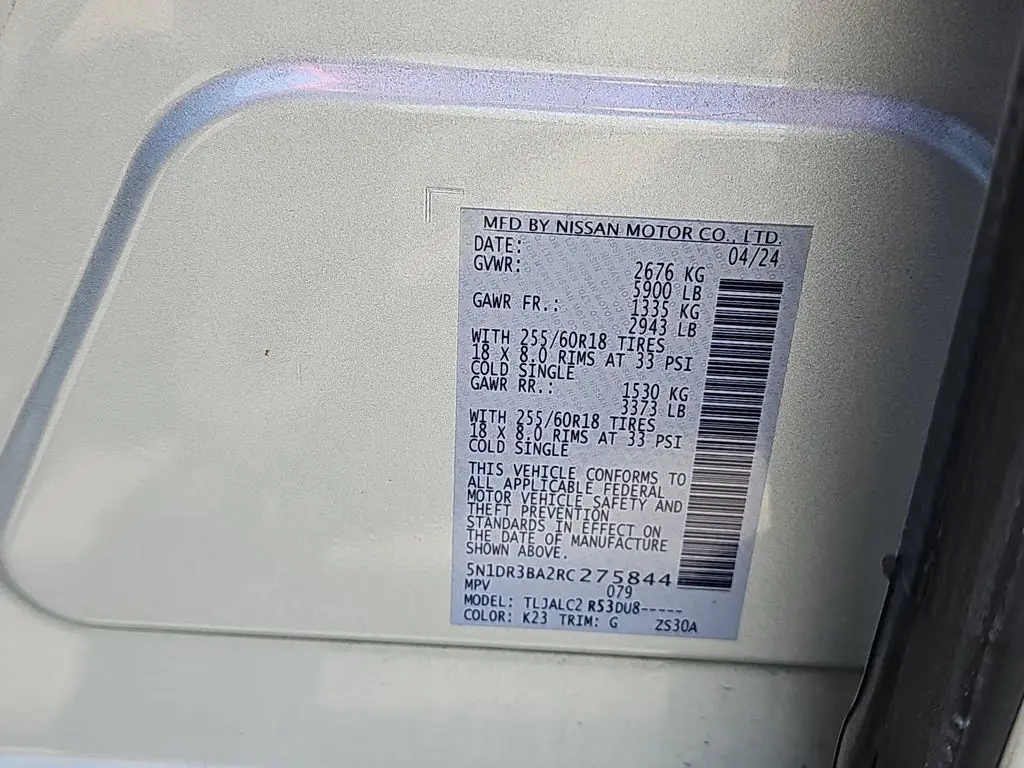 MFD BY NISSAN MOTOR CO., LTD.
DATE: 04/24
GVWR: 2676 KG
5900 LB
GAWR FR.: 1335 KG
2943 LB
WITH 255/60R18 TIRES
18 X 8.0 RIMS AT 33 PSI
COLD SINGLE
GAWR RR.: 1530 KG
3373 LB
WITH 255/60R18 TIRES
18 X 8.0 RIMS AT 33 PSI
COLD SINGLE
THIS VEHICLE CONFORMS TO
ALL APPLICABLE FEDERAL
MOTOR VEHICLE SAFETY AND
THEFT PREVENTION
STANDARDS IN EFFECT ON
THE DATE OF MANUFACTURE
SHOWN ABOVE.
5N1DR3BA2RC275844
MPV 079
MODEL: TLJALC2 R53DU8-----
COLOR: K23 TRIM: G ZS30A